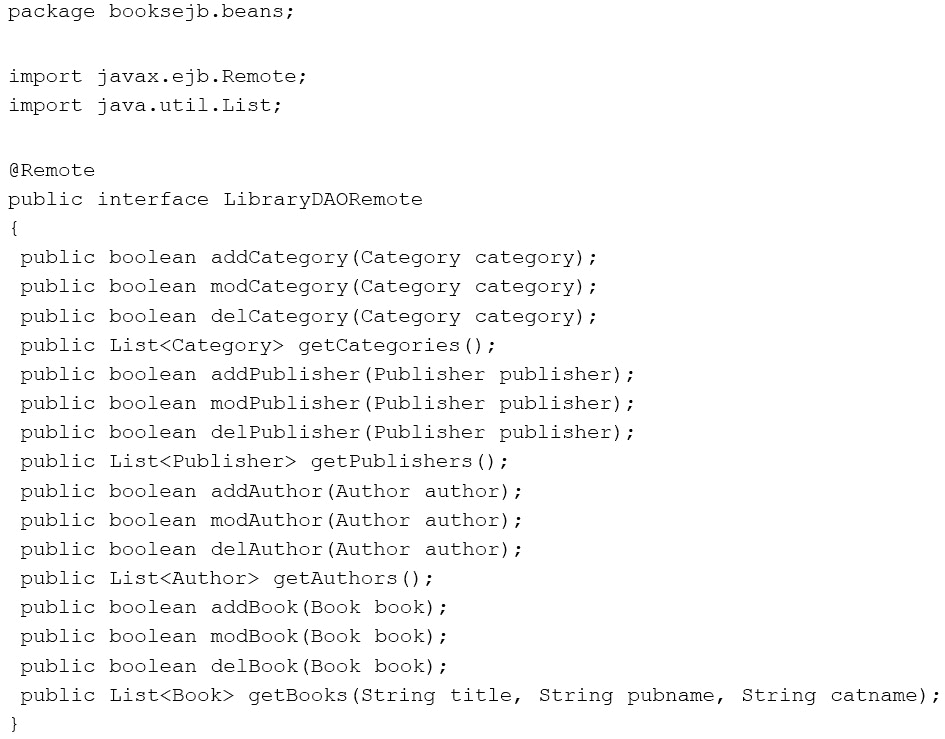 package booksejb.beans;
import javax.ejb.Remote;
import java.util.List;
@Remote
public interface LibraryDAORemote
{
public boolean addCategory(Category category);
public boolean modCategory(Category category);
public boolean delCategory(Category category);
public List<Category> getCategories();
public boolean addPublisher(Publisher publisher);
public boolean modPublisher(Publisher publisher);
public boolean delPublisher(Publisher publisher);
public List<Publisher> getPublishers();
public boolean addAuthor(Author author);
public boolean modAuthor(Author author);
public boolean delAuthor(Author author);
public List<Author> getAuthors();
public boolean addBook(Book book);
public boolean modBook(Book book);
public boolean delBook(Book book);
public List<Book> getBooks(String title, String pubname, String catname);
}